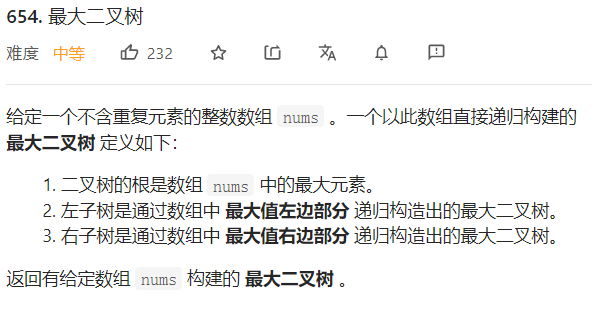 654. 最大二叉树
难度 中等 232
给定一个不含重复元素的整数数组 nums 。一个以此数组直接递归构建的
最大二叉树 定义如下：
1. 二叉树的根是数组 nums 中的最大元素。
2. 左子树是通过数组中 最大值左边部分 递归构造出的最大二叉树。
3. 右子树是通过数组中 最大值右边部分 递归构造出的最大二叉树。
返回有给定数组 nums 构建的 最大二叉树 。